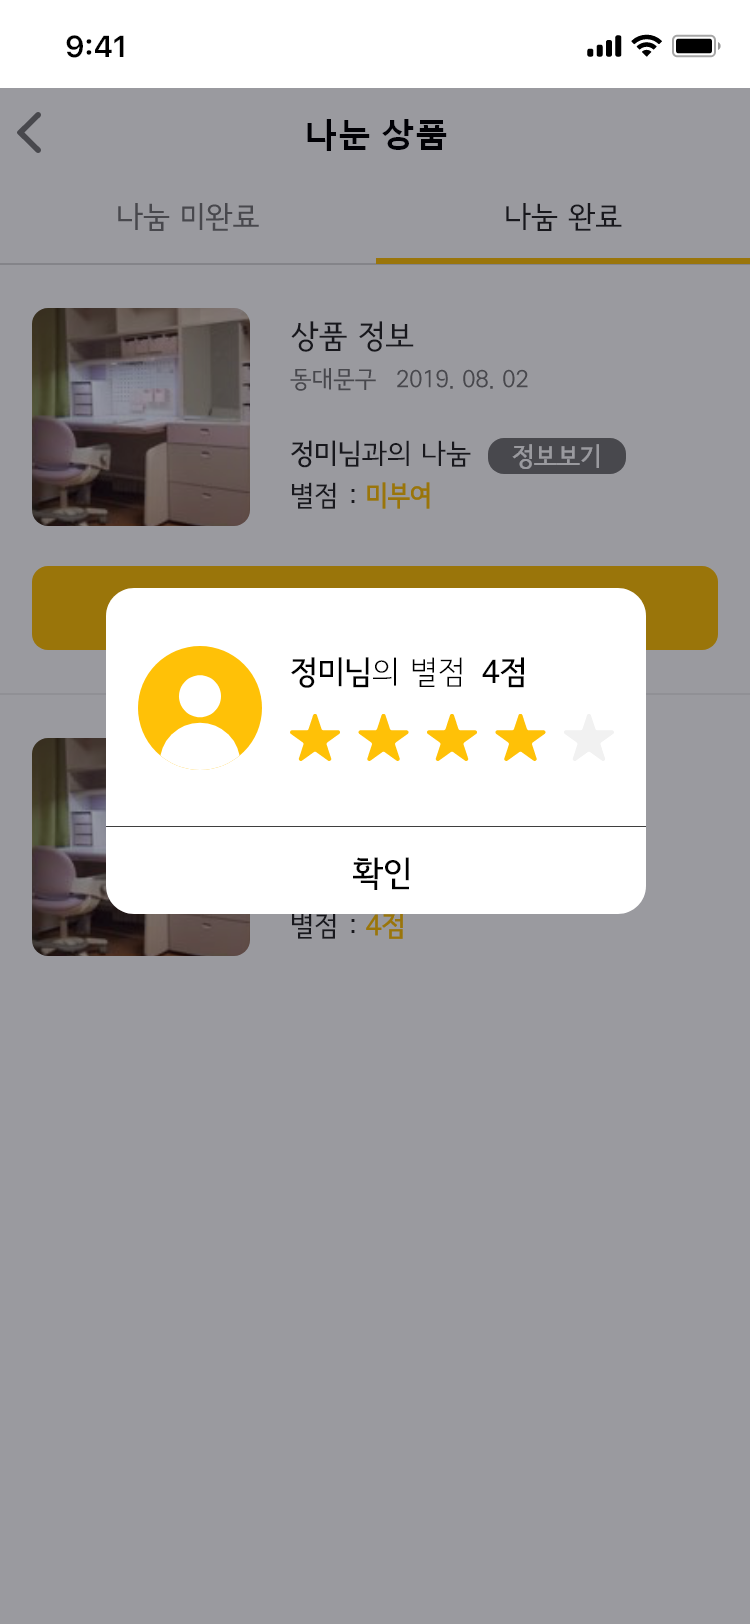 9:41
나눈 상품
나눔 미완료
나눔 완료
상품 정보
동대문구 2019. 08. 02
정미님과의 나눔 정보보기
별점 : 미부여
정미님의 별점 4점
확인
별점 : 4점